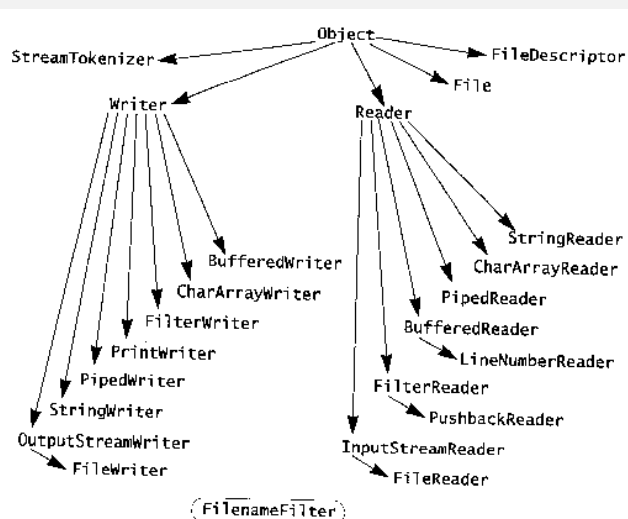 Object
StreamTokenizer
FileDescriptor
File
Writer
Reader
StringReader
BufferedWriter
CharArrayReader
CharArrayWriter
PipedReader
FilterWriter
BufferedReader
PrintWriter
LineNumberReader
PipedWriter
FilterReader
StringWriter
PushbackReader
OutputStreamWriter
InputStreamReader
FileWriter
FileReader
FilenameFilter